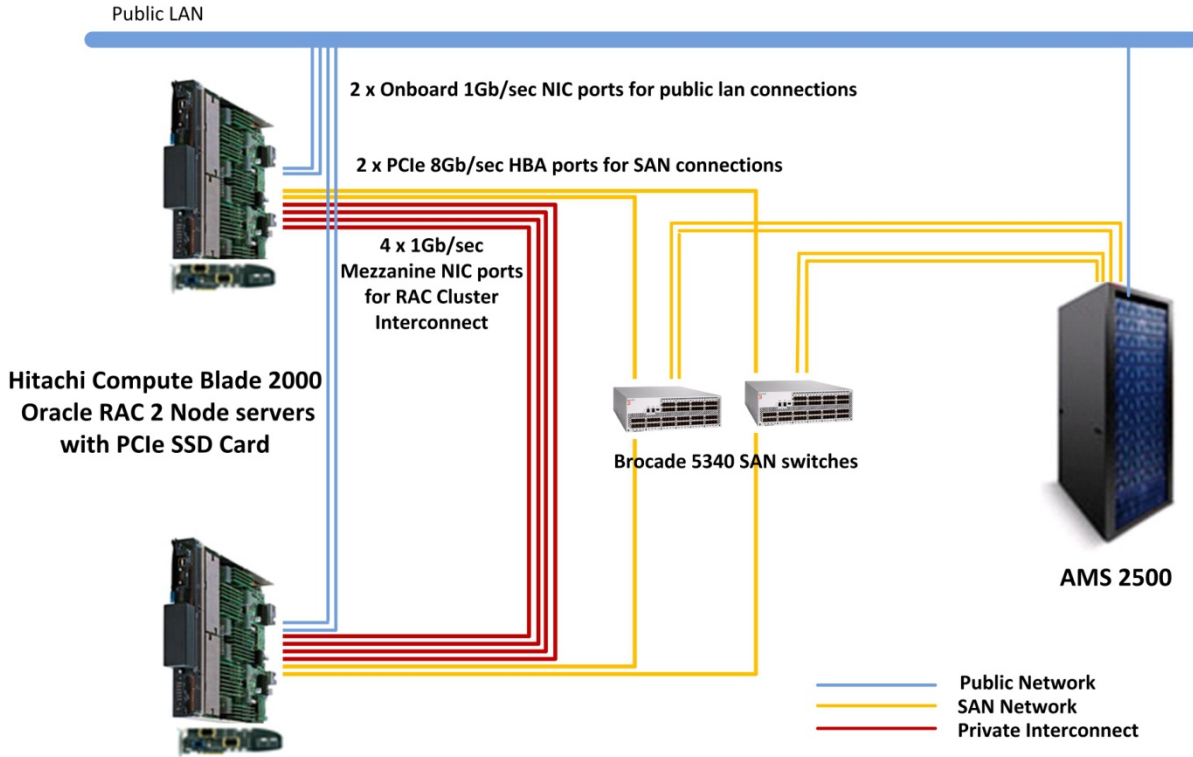 Public LAN
2 x Onboard 1Gb/sec NIC ports for public lan connections
2 x PCIe 8Gb/sec HBA ports for SAN connections
4 x 1Gb/sec
Mezzanine NIC ports
for RAC Cluster
Interconnect
Hitachi Compute Blade 2000
Oracle RAC 2 Node servers
with PCIe SSD Card
Brocade 5340 SAN switches
AMS 2500
Public Network
SAN Network
Private Interconnect